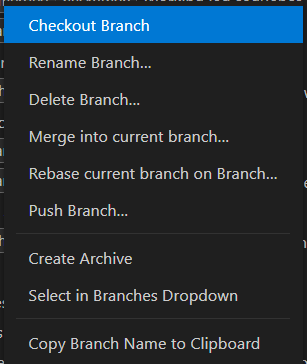 Checkout Branch
Rename Branch...
Delete Branch...
Merge into current branch...
Rebase current branch on Branch...
Push Branch...
Create Archive
Select in Branches Dropdown
Copy Branch Name to Clipboard